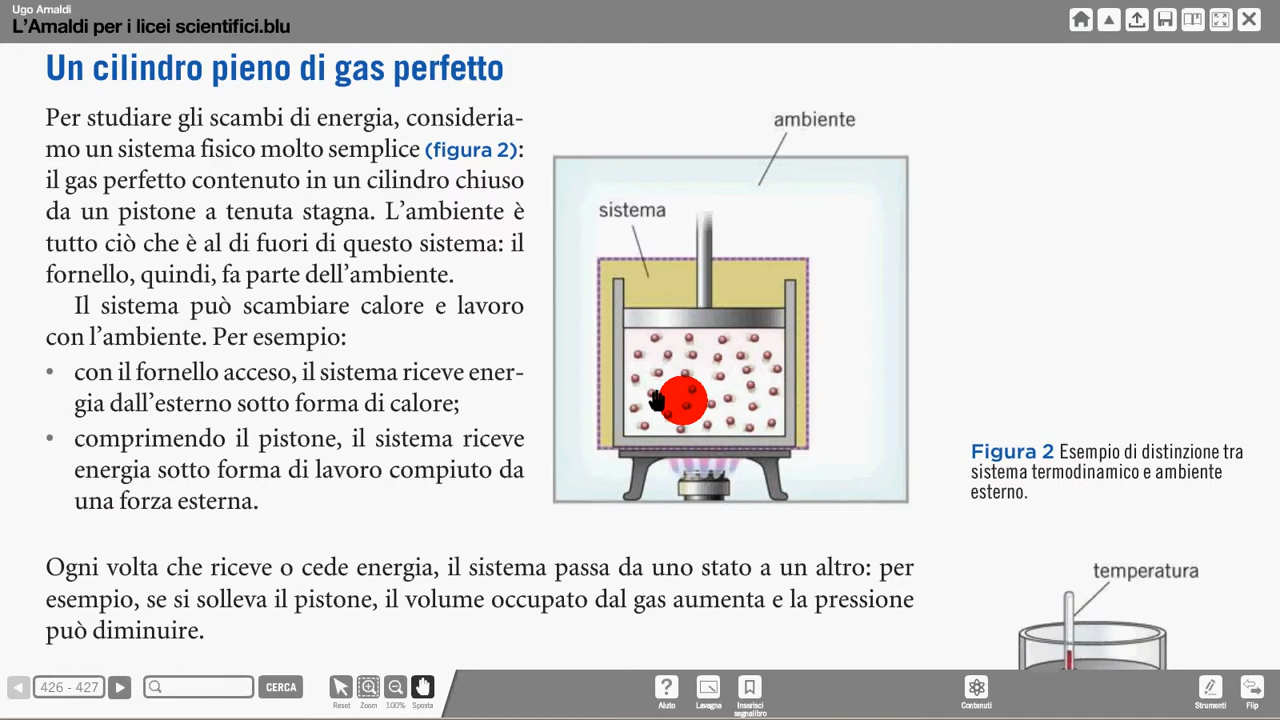 Ugo Amaldi
L'Amaldi per i licei scientifici.blu
Un cilindro pieno di gas perfetto
Per studiare gli scambi di energia, consideria-
mo un sistema fisico molto semplice (figura 2):
il gas perfetto contenuto in un cilindro chiuso
da un pistone a tenuta stagna. L'ambiente è
tutto ciò che è al di fuori di questo sistema: il
fornello, quindi, fa parte dell'ambiente.
Il sistema può scambiare calore e lavoro
con l'ambiente. Per esempio:
• con il fornello acceso, il sistema riceve ener-
gia dall'esterno sotto forma di calore;
• comprimendo il pistone, il sistema riceve
energia sotto forma di lavoro compiuto da
una forza esterna.
ambiente
sistema
Figura 2 Esempio di distinzione tra
sistema termodinamico e ambiente
esterno.
Ogni volta che riceve o cede energia, il sistema passa da uno stato a un altro: per
esempio, se si solleva il pistone, il volume occupato dal gas aumenta e la pressione
può diminuire.
temperatura
426 - 427
CERCA
Reset
Zoom
100%
Sposta
?
Aiuto
Lavagna
Inserisci
segnalibro
Contenuti
Strumenti
Flip